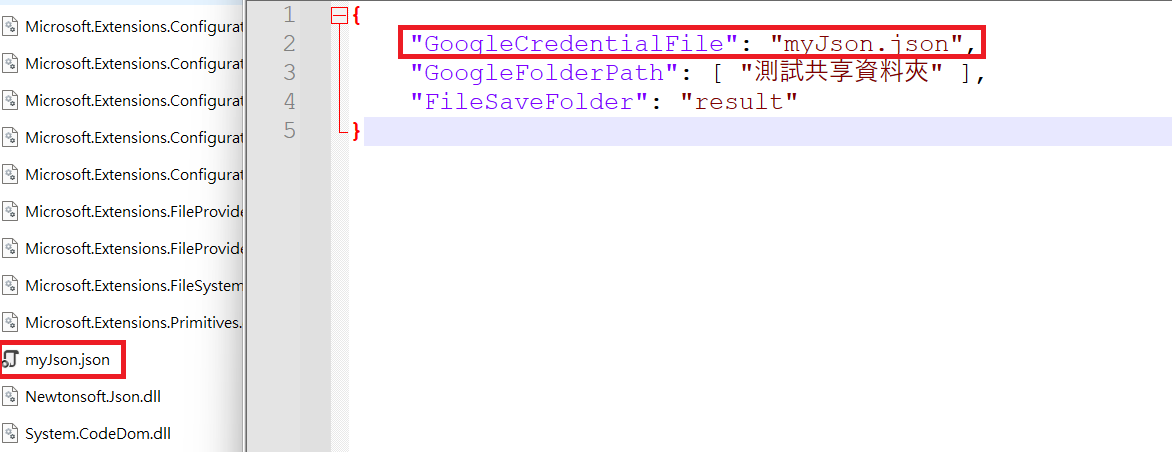 Microsoft.Extensions.Configurat
Microsoft.Extensions.Configurat
Microsoft.Extensions.Configurat
Microsoft.Extensions.Configurat
Microsoft.Extensions.Configurat
Microsoft.Extensions.FileProvide
Microsoft.Extensions.FileProvide
Microsoft.Extensions.FileSystem
Microsoft.Extensions.Primitives.
myJson.json
Newtonsoft.Json.dll
System.CodeDom.dll
1 {
2 "GoogleCredentialFile": "myJson.json",
3 "GoogleFolderPath": [ "測試共享資料夾" ],
4 "FileSaveFolder": "result"
5 }